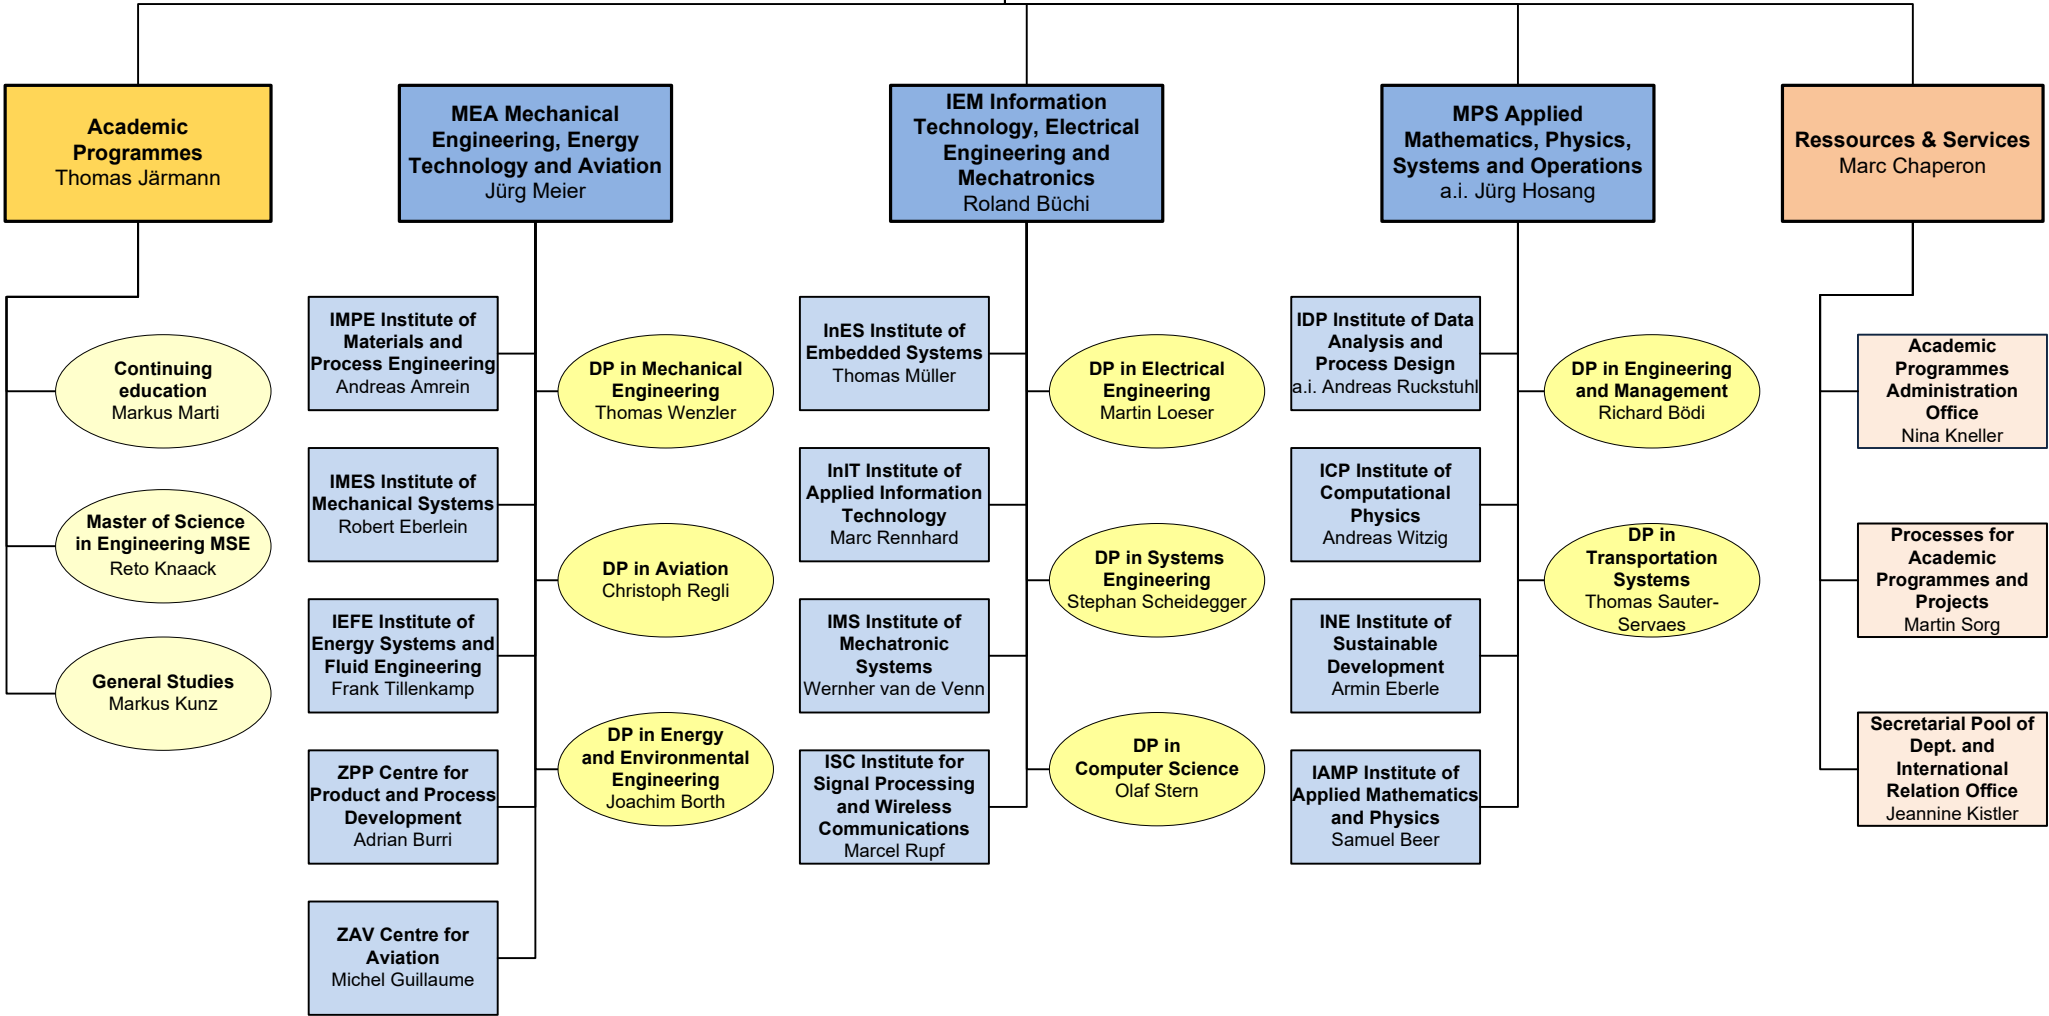 Academic
Programmes
Thomas Järmann
MEA Mechanical
Engineering, Energy
Technology and Aviation
Jürg Meier
IEM Information
Technology, Electrical
Engineering and
Mechatronics
Roland Büchi
MPS Applied
Mathematics, Physics,
Systems and Operations
a.i. Jürg Hosang
Ressources & Services
Marc Chaperon
Continuing
education
Markus Marti
Master of Science
in Engineering MSE
Reto Knaack
General Studies
Markus Kunz
IMPE Institute of
Materials and
Process Engineering
Andreas Amrein
IMES Institute of
Mechanical Systems
Robert Eberlein
IEFE Institute of
Energy Systems and
Fluid Engineering
Frank Tillenkamp
ZPP Centre for
Product and Process
Development
Adrian Burri
ZAV Centre for
Aviation
Michel Guillaume
DP in Mechanical
Engineering
Thomas Wenzler
DP in Aviation
Christoph Regli
DP in Energy
and Environmental
Engineering
Joachim Borth
InES Institute of
Embedded Systems
Thomas Müller
InIT Institute of
Applied Information
Technology
Marc Rennhard
IMS Institute of
Mechatronic
Systems
Wernher van de Venn
ISC Institute for
Signal Processing
and Wireless
Communications
Marcel Rupf
DP in Electrical
Engineering
Martin Loeser
DP in Systems
Engineering
Stephan Scheidegger
DP in
Computer Science
Olaf Stern
IDP Institute of Data
Analysis and
Process Design
a.i. Andreas Ruckstuhl
ICP Institute of
Computational
Physics
Andreas Witzig
INE Institute of
Sustainable
Development
Armin Eberle
IAMP Institute of
Applied Mathematics
and Physics
Samuel Beer
DP in Engineering
and Management
Richard Bödi
DP in
Transportation
Systems
Thomas Sauter-
Servaes
Academic
Programmes
Administration
Office
Nina Kneller
Processes for
Academic
Programmes and
Projects
Martin Sorg
Secretarial Pool of
Dept. and
International
Relation Office
Jeannine Kistler